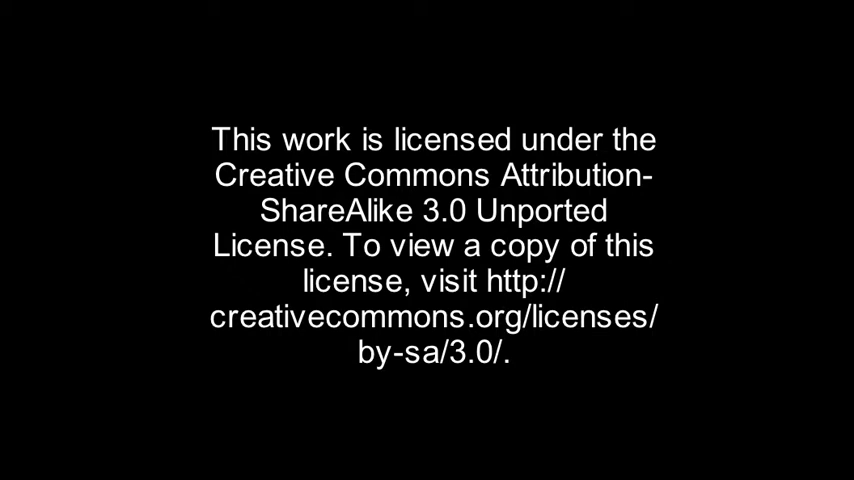 This work is licensed under the
Creative Commons Attribution-
ShareAlike 3.0 Unported
License. To view a copy of this
license, visit http://
creativecommons.org/licenses/
by-sa/3.0/.